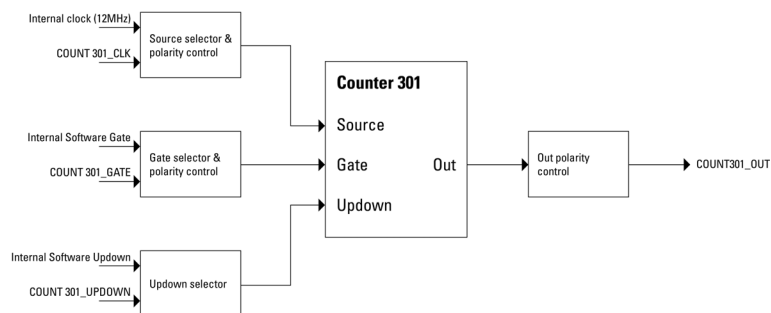 Internal clock (12MHz)
COUNT 301_CLK
Source selector &
polarity control
Counter 301
Source
Gate
Out
Updown
Internal Software Gate
COUNT 301_GATE
Gate selector &
polarity control
Out polarity
control
COUNT301_OUT
Internal Software Updown
COUNT 301_UPDOWN
Updown selector